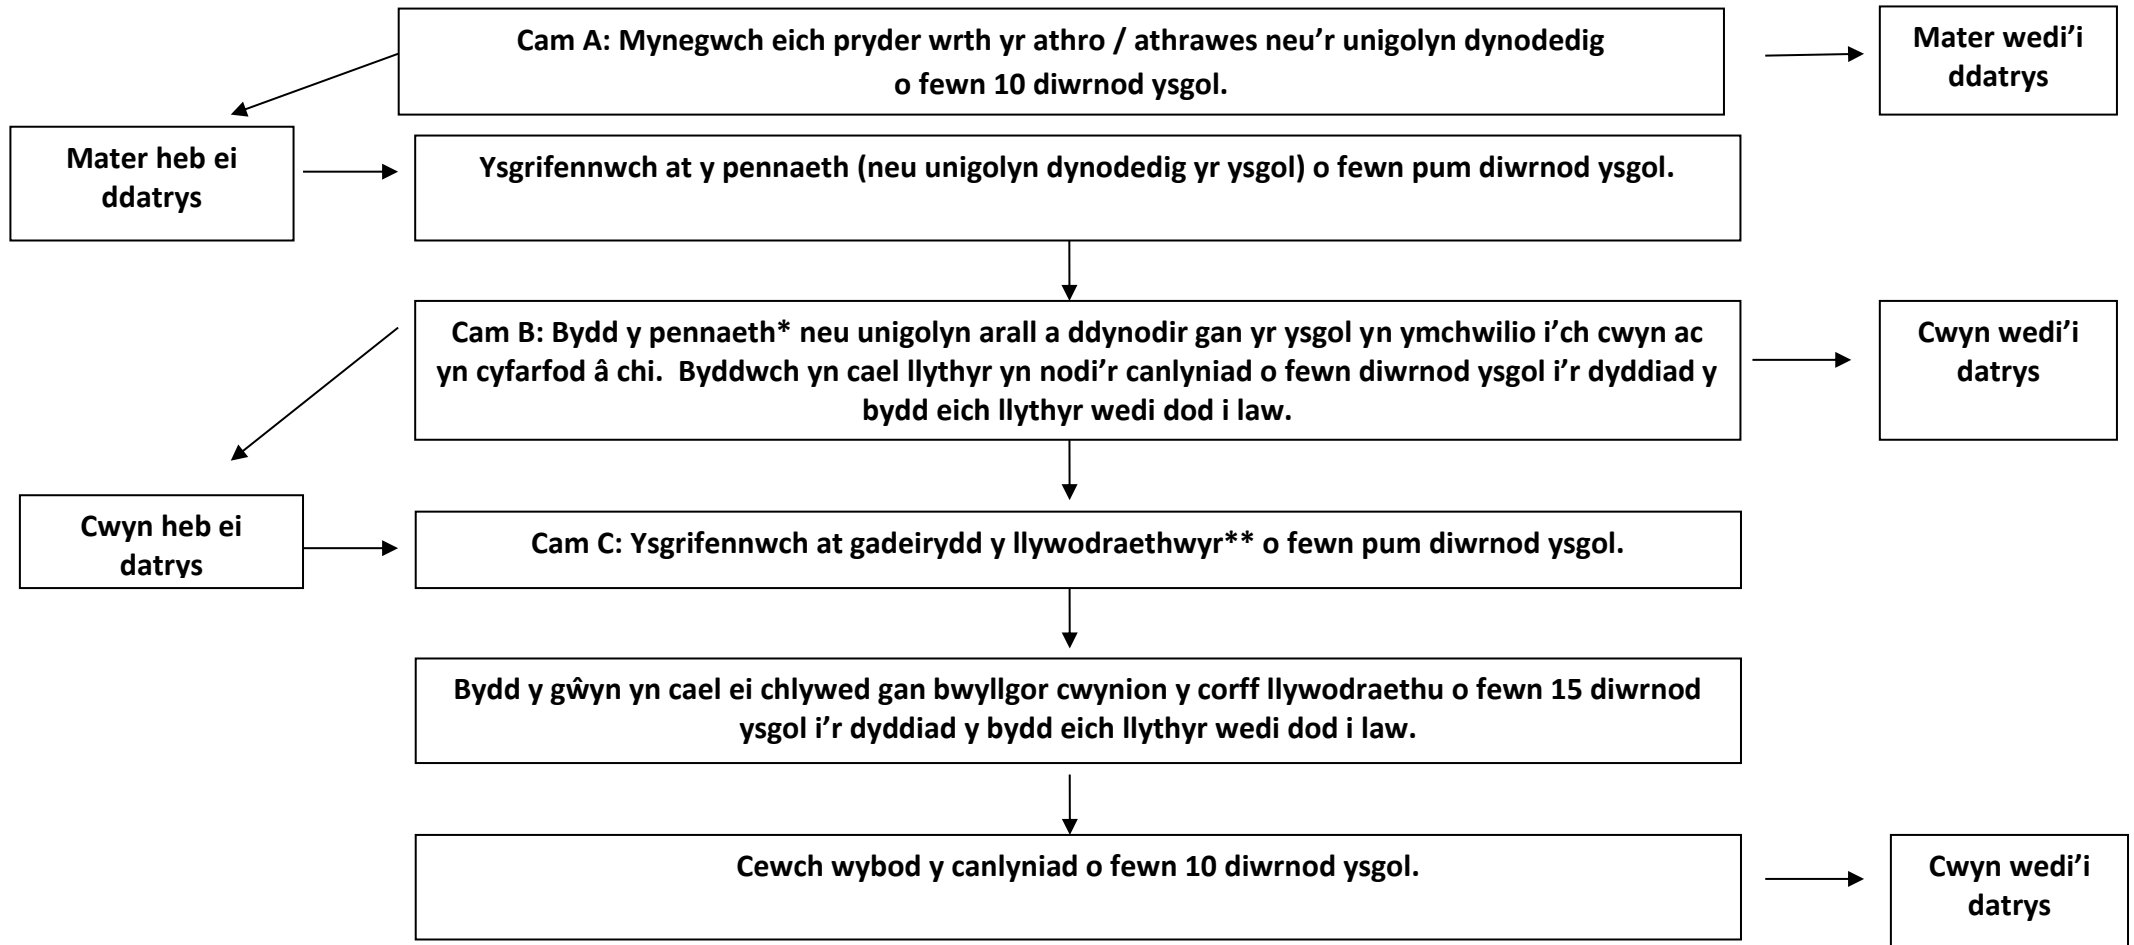 Cam A: Mynegwch eich pryder wrth yr athro / athrawes neu'r unigolyn dynodedig
o fewn 10 diwrnod ysgol.
Mater wedi'i
ddatrys
Mater heb ei
ddatrys
Ysgrifennwch at y pennaeth (neu unigolyn dynodedig yr ysgol) o fewn pum diwrnod ysgol.
Cam B: Bydd y pennaeth* neu unigolyn arall a ddynodir gan yr ysgol yn ymchwilio i'ch cwyn ac
yn cyfarfod â chi.  Byddwch yn cael llythyr yn nodi'r canlyniad o fewn diwrnod ysgol i'r dyddiad y
bydd eich llythyr wedi dod i law.
Cwyn wedi'i
datrys
Cwyn heb ei
datrys
Cam C: Ysgrifennwch at gadeirydd y llywodraethwyr** o fewn pum diwrnod ysgol.
Bydd y gŵyn yn cael ei chlywed gan bwyllgor cwynion y corff llywodraethu o fewn 15 diwrnod
ysgol i'r dyddiad y bydd eich llythyr wedi dod i law.
Cewch wybod y canlyniad o fewn 10 diwrnod ysgol.
Cwyn wedi'i
datrys